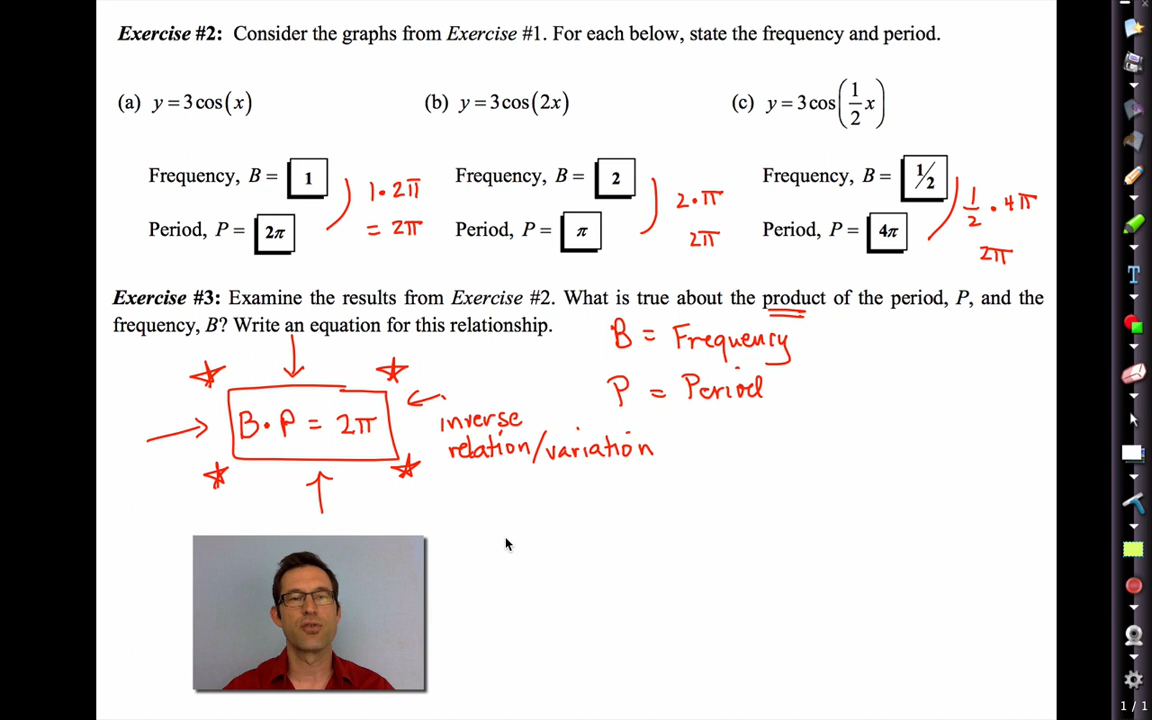 Exercise #2: Consider the graphs from Exercise #1. For each below, state the frequency and period.
(a) y = 3cos(x)
(b) y = 3cos(2x)
(c) y = 3cos(1/2 x)
Frequency, B = 1
Period, P = 2π
1 • 2π
= 2π
Frequency, B = 2
Period, P = π
2 • π
2π
Frequency, B = 1/2
Period, P = 4π
1/2 • 4π
2π
Exercise #3: Examine the results from Exercise #2. What is true about the product of the period, P, and the
frequency, B? Write an equation for this relationship.
B = Frequency
P = Period
B • P = 2π
inverse
relation/variation
T
1 / 1